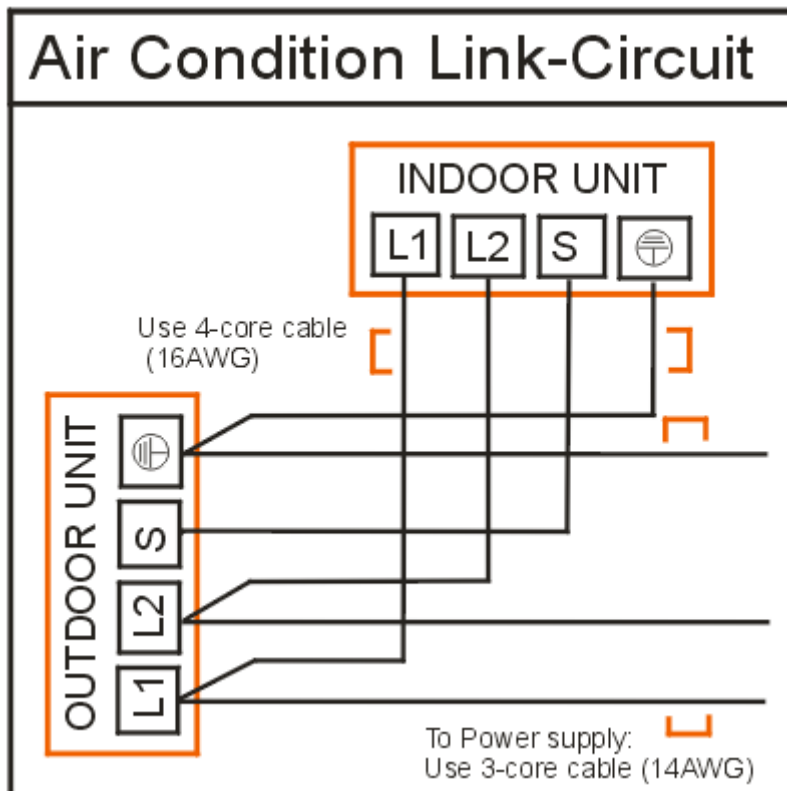 Air Condition Link-Circuit
INDOOR UNIT
L1 L2 S
Use 4-core cable
(16AWG)
OUTDOOR UNIT
S
L2
L1
To Power supply:
Use 3-core cable (14AWG)